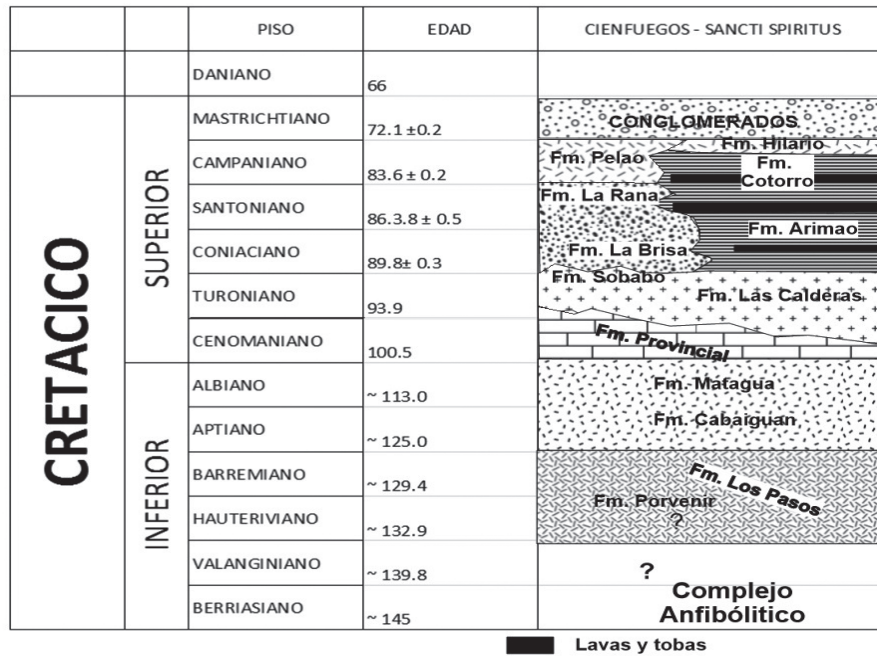 PISO EDAD CIENFUEGOS - SANCTI SPIRITUS
DANIANO 66
CRETACICO
SUPERIOR
MASTRICHTIANO 72.1 ±0.2 CONGLOMERADOS
Fm. Hilario
CAMPANIANO 83.6 ± 0.2 Fm. Pelao Fm. Cotorro
SANTONIANO 86.3.8 ± 0.5 Fm. La Rana
Fm. Arimao
CONIACIANO 89.8± 0.3 Fm. La Brisa
Fm. Sobabo
TURONIANO 93.9 Fm. Las Calderas
CENOMANIANO 100.5 Fm. Provincial
INFERIOR
ALBIANO ~ 113.0 Fm. Matagua
APTIANO ~ 125.0 Fm. Cabaiguan
BARREMIANO ~ 129.4 Fm. Los Pasos
HAUTERIVIANO ~ 132.9 Fm. Porvenir
?
VALANGINIANO ~ 139.8 ?
BERRIASIANO ~ 145 Complejo
Anfibólitico
Lavas y tobas